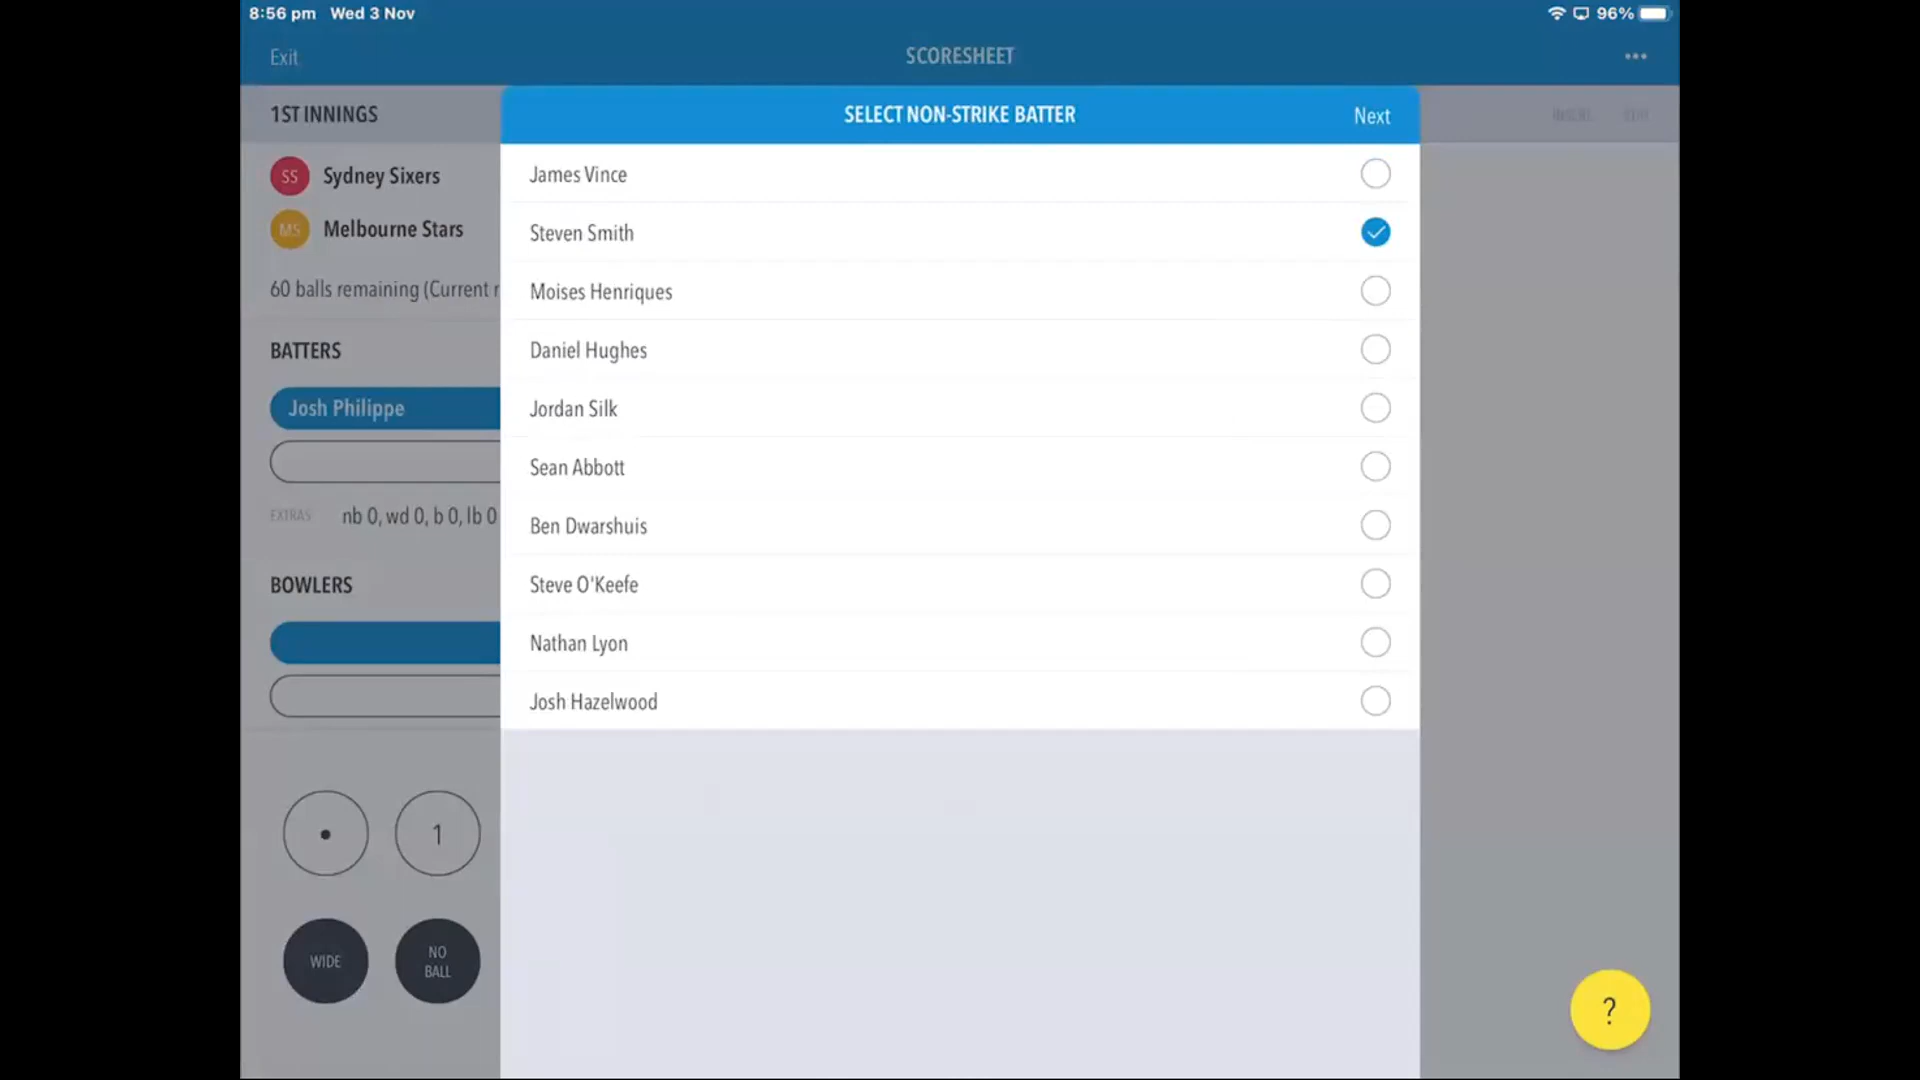 8:56 pm Wed 3 Nov
96%
Exit
SCORESHEET
1ST INNINGS
SELECT NON-STRIKE BATTER
Next
INSERT
EDIT
SS
Sydney Sixers
MS
Melbourne Stars
60 balls remaining (Current r
BATTERS
Josh Philippe
EXTRAS nb 0, wd 0, b 0, lb 0
BOWLERS
1
WIDE
NO
BALL
James Vince
Steven Smith
Moises Henriques
Daniel Hughes
Jordan Silk
Sean Abbott
Ben Dwarshuis
Steve O'Keefe
Nathan Lyon
Josh Hazelwood
?